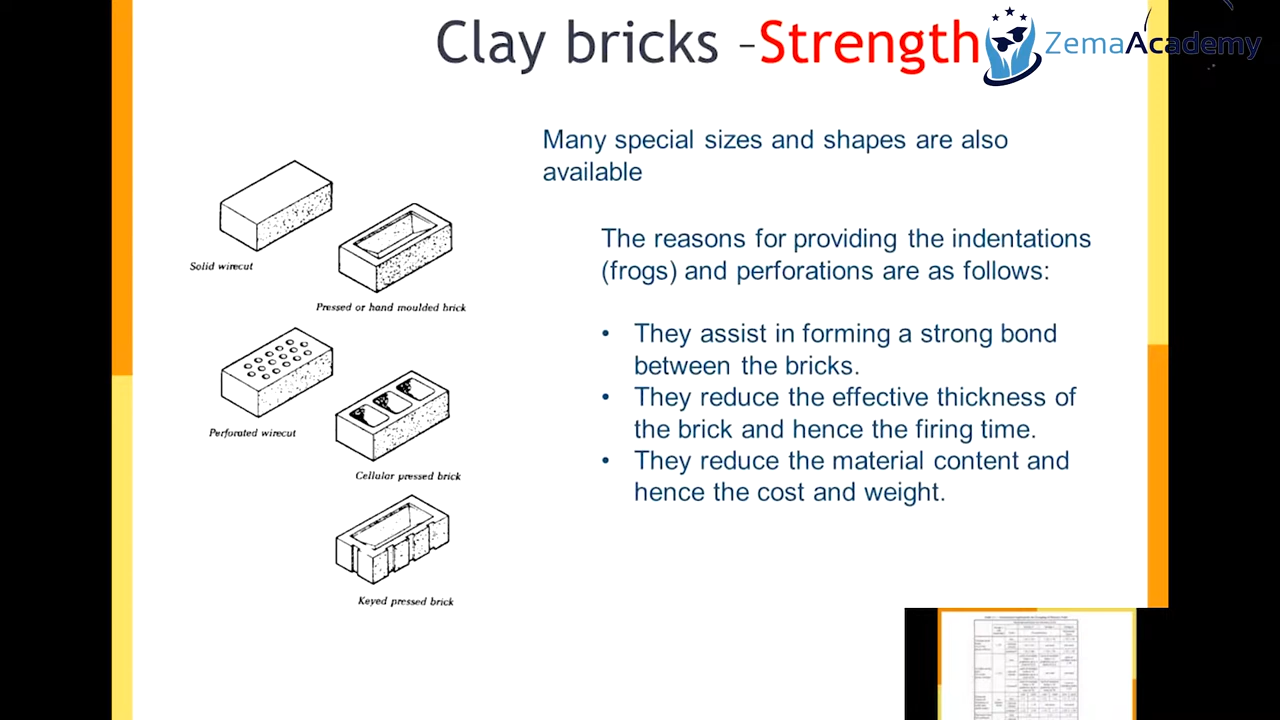 Clay bricks –Strength
ZemaAcademy
Many special sizes and shapes are also
available
The reasons for providing the indentations
(frogs) and perforations are as follows:
• They assist in forming a strong bond
between the bricks.
• They reduce the effective thickness of
the brick and hence the firing time.
• They reduce the material content and
hence the cost and weight.
Solid wirecut
Pressed or hand moulded brick
Perforated wirecut
Cellular pressed brick
Keyed pressed brick